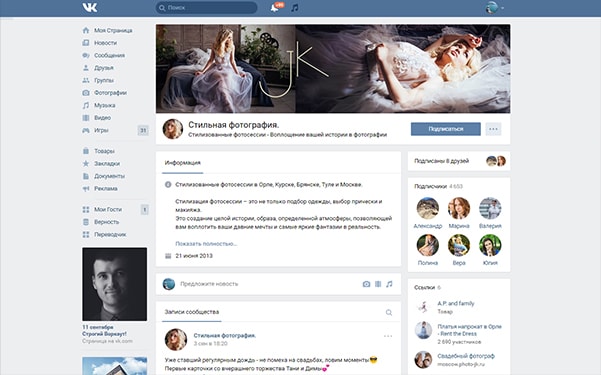 Поиск
Моя Страница
Новости
Сообщения
Друзья
Группы
Фотографии
Музыка
Видео
Игры 31
Товары
Закладки
Документы
Реклама
Мои Гости 1
Верность
Переводчик
11 сентября
Строгий Воркаут!
Страница на vk.com
JK
Стильная фотография.
Стилизованные фотосессии - Воплощение вашей истории в фотографии
Подписаться
Информация
Стилизованные фотосессии в Орле, Курске, Брянске, Туле и Москве.
Стилизация фотосессии – это не только подбор одежды, выбор прически и
макияжа.
Это создание целой истории, образа, определенной атмосферы, позволяющей
вам воплотить ваши давние мечты и самые яркие фантазии в реальность.
Показать полностью...
21 июня 2013
Предложите новость
Записи сообщества
Стильная фотография.
3 сен в 18:20
Уже ставший регулярным дождь - не помеха на свадьбах, ловим моменты!
Первые карточки со вчерашнего торжества Тани и Димы
Подписаны 8 друзей
Подписчики 4 603
Александр Марина Валерия
Полина Вера Юлия
Ссылки 6
A.P. and family
Товар
Платья напрокат в Орле
- Rent the Dress
2 690 участников
Свадебный фотограф
moscow.photo-jk.ru